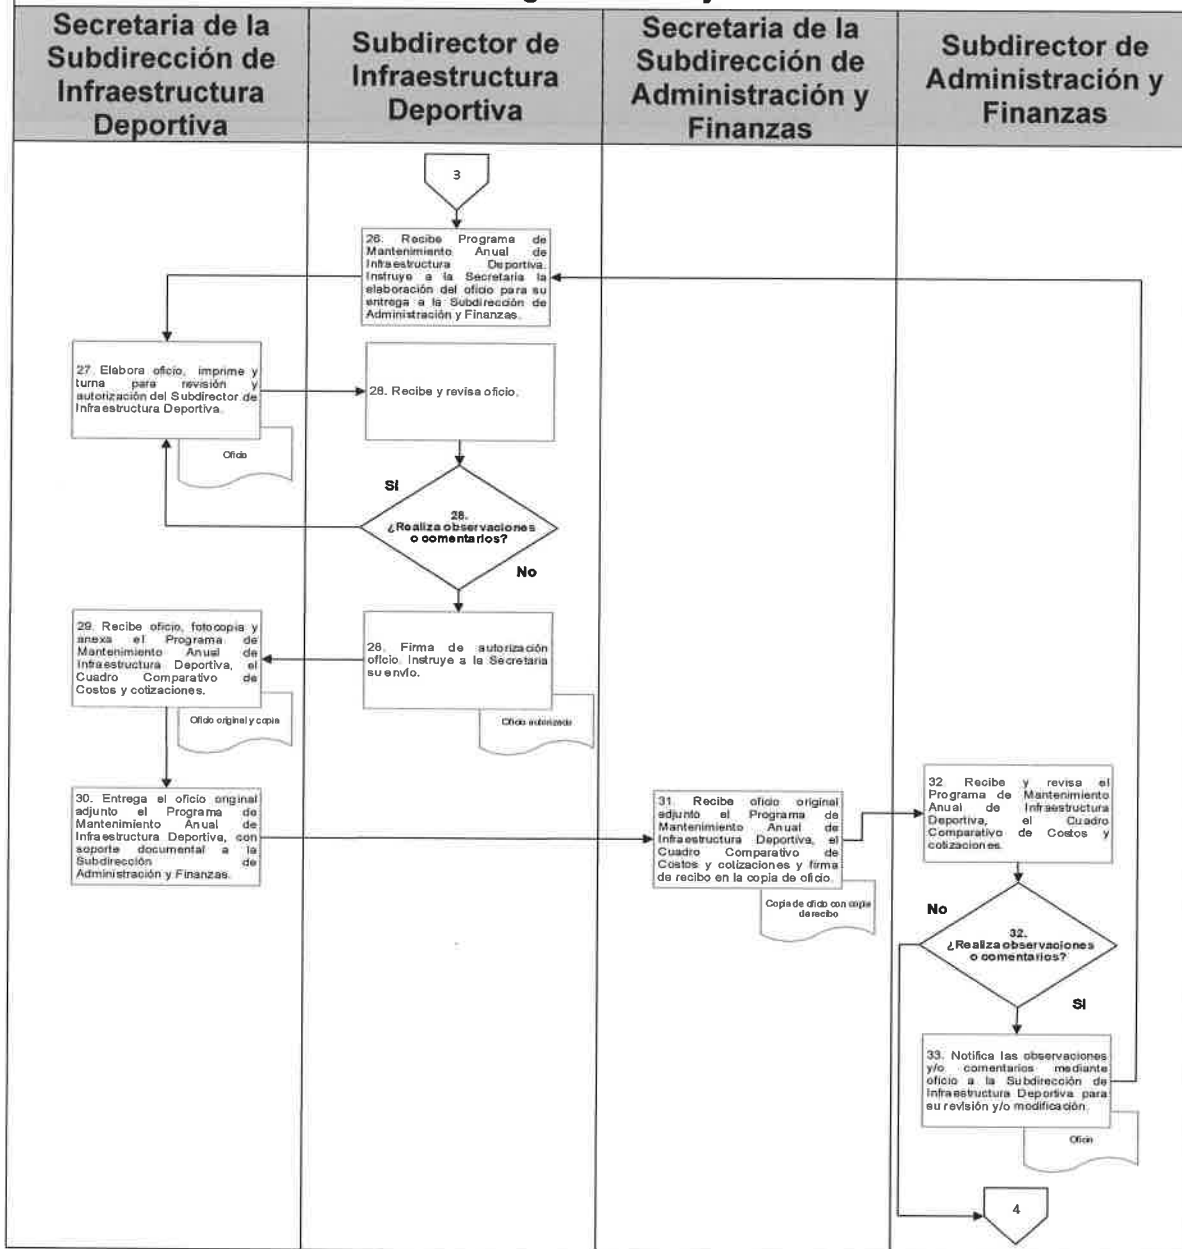 Secretaria de la
Subdirección de
Infraestructura
Deportiva
Subdirector de
Infraestructura
Deportiva
Secretaria de la
Subdirección de
Administración y
Finanzas
Subdirector de
Administración y
Finanzas
3
26. Recibe Programa de
Mantenimiento Anual de
Infraestructura Deportiva.
Instruye a la Secretaria la
elaboración del oficio para su
entrega a la Subdirección de
Administración y Finanzas.
27. Elabora oficio, imprime y
turna para revisión y
autorización del Subdirector de
Infraestructura Deportiva.
Oficio
28. Recibe y revisa oficio.
Si
28.
¿Realiza observaciones
o comentarios?
No
28. Firma de autorización
oficio. Instruye a la Secretaria
su envío.
Oficio autorizado
29. Recibe oficio, fotocopia y
anexa el Programa de
Mantenimiento Anual de
Infraestructura Deportiva, el
Cuadro Comparativo de
Costos y cotizaciones.
Oficio original y copia
30. Entrega el oficio original
adjunto el Programa de
Mantenimiento Anual de
Infraestructura Deportiva, con
soporte documental a la
Subdirección de
Administración y Finanzas.
31. Recibe oficio original
adjunto el Programa de
Mantenimiento Anual de
Infraestructura Deportiva, el
Cuadro Comparativo de
Costos y cotizaciones y firma
de recibo en la copia de oficio.
Copia de oficio con copia
de recibo
32. Recibe y revisa el
Programa de Mantenimiento
Anual de Infraestructura
Deportiva, el Cuadro
Comparativo de Costos y
cotizaciones.
No
32.
¿Realiza observaciones
o comentarios?
Si
33. Notifica las observaciones
y/o comentarios mediante
oficio a la Subdirección de
Infraestructura Deportiva para
su revisión y/o modificación.
Oficio
4